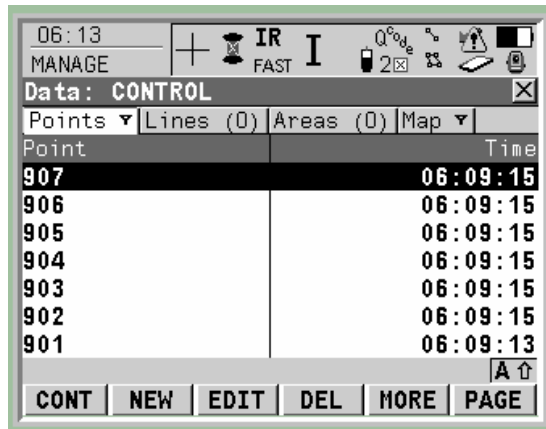 06:13
MANAGE
IR
FAST
I
2
Data: CONTROL
Points Lines (0) Areas (0) Map
Point Time
907 06:09:15
906 06:09:15
905 06:09:15
904 06:09:15
903 06:09:15
902 06:09:15
901 06:09:13
A
CONT NEW EDIT DEL MORE PAGE